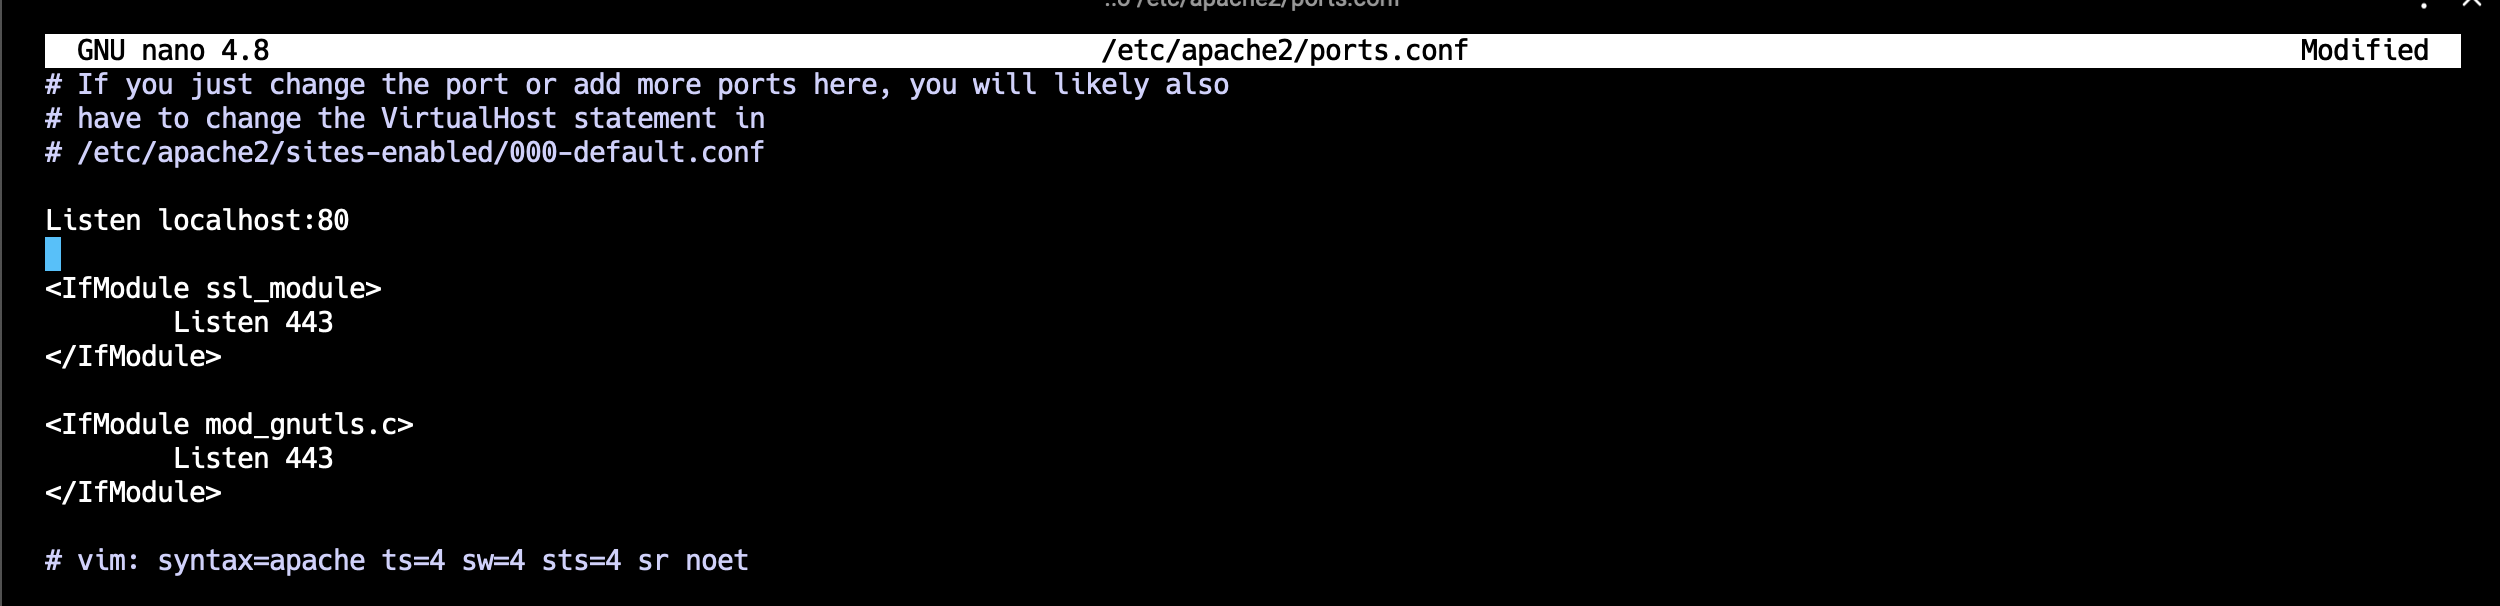 ../etc/apache2/ports.conf
GNU nano 4.8 /etc/apache2/ports.conf Modified
# If you just change the port or add more ports here, you will likely also
# have to change the VirtualHost statement in
# /etc/apache2/sites-enabled/000-default.conf
Listen localhost:80
<IfModule ssl_module>
Listen 443
</IfModule>
<IfModule mod_gnutls.c>
Listen 443
</IfModule>
# vim: syntax=apache ts=4 sw=4 sts=4 sr noet